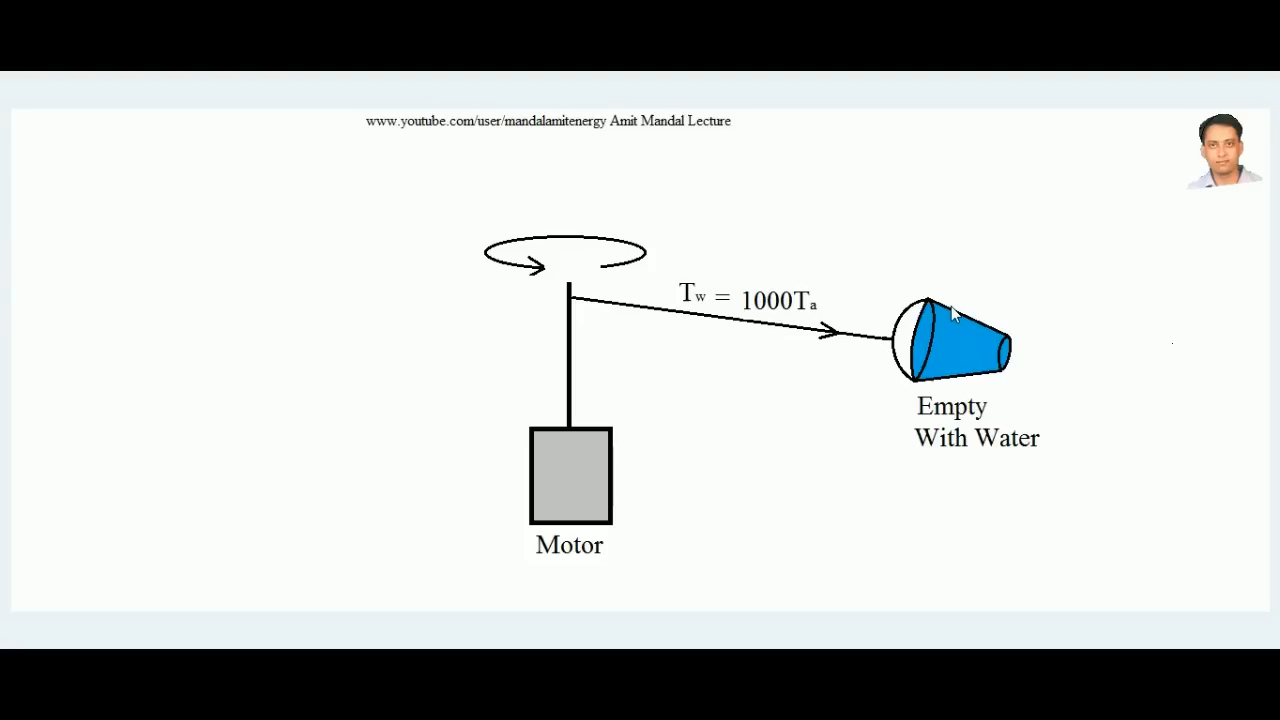 www.youtube.com/user/mandalamitenergy Amit Mandal Lecture
Tw = 1000Ta
Empty
With Water
Motor